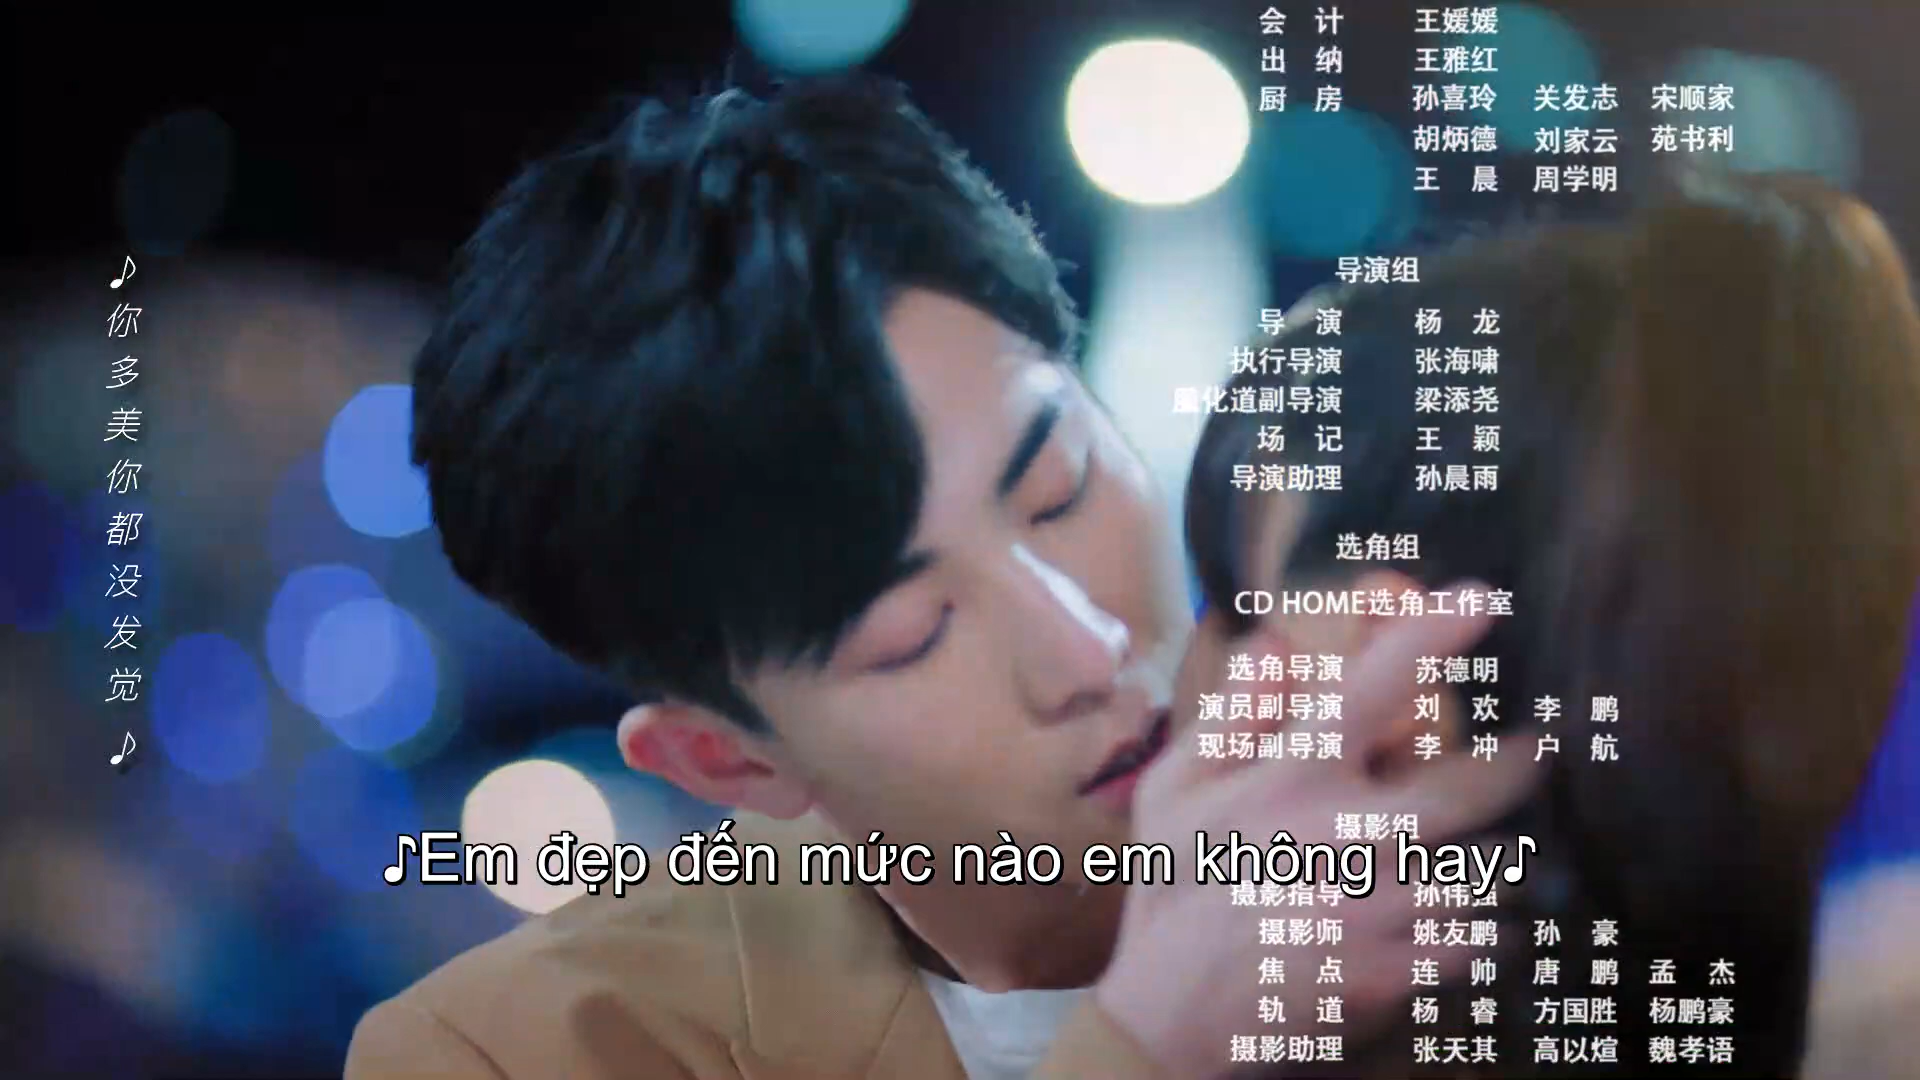 ♪你多美你都没发觉♪
会 计 王媛媛
出 纳 王雅红
厨 房 孙喜玲 关发志 宋顺家
胡炳德 刘家云 苑书利
王 晨 周学明
导演组
导 演 杨 龙
执行导演 张海啸
化道副导演 梁添尧
场 记 王 颖
导演助理 孙晨雨
选角组
CD HOME选角工作室
选角导演 苏德明
演员副导演 刘 欢 李 鹏
现场副导演 李 冲 户 航
摄影组
♪Em đẹp đến mức nào em không hay♪
摄影指导 孙伟强
摄影师 姚友鹏 孙 豪
焦 点 连 帅 唐 鹏 孟 杰
轨 道 杨 睿 方国胜 杨鹏豪
摄影助理 张天其 高以煊 魏孝语